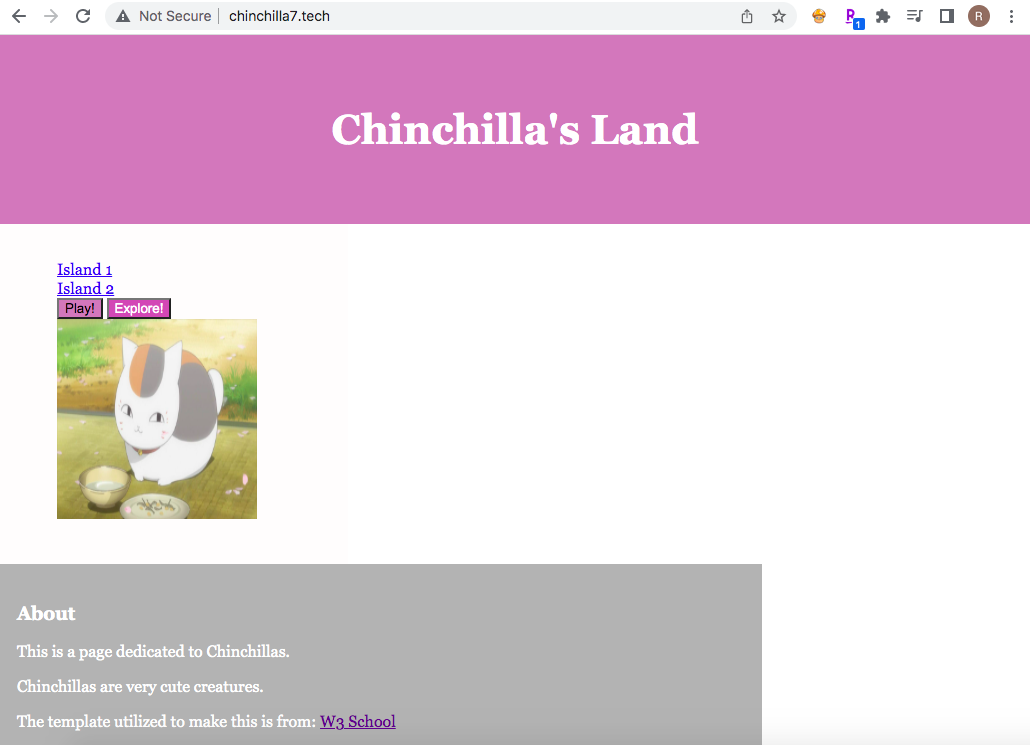 Not Secure | chinchilla7.tech
R
1
R
Chinchilla's Land
Island 1
Island 2
Play! Explore!
About
This is a page dedicated to Chinchillas.
Chinchillas are very cute creatures.
The template utilized to make this is from: W3 School